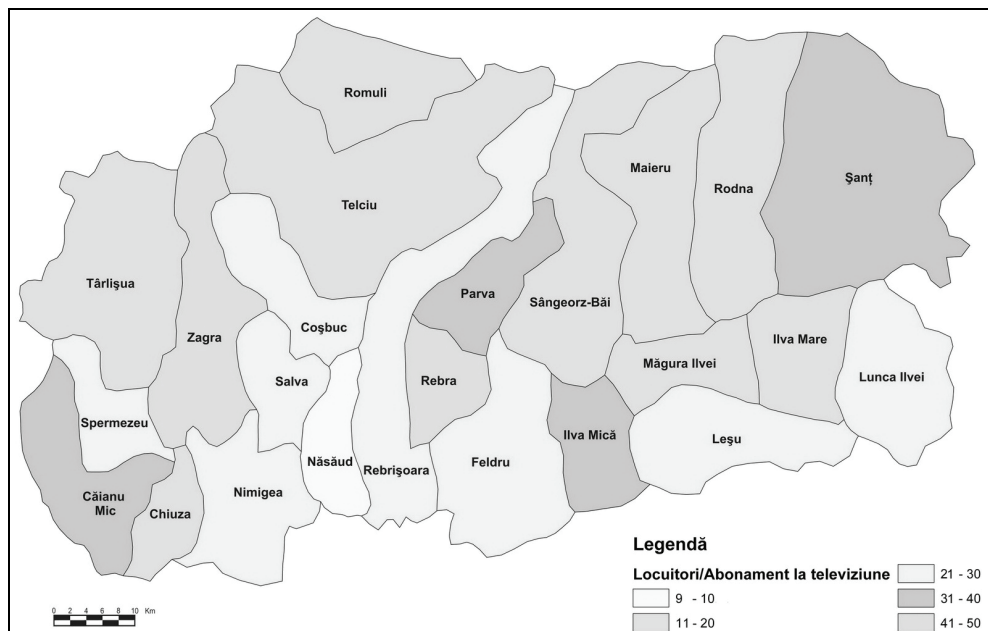 Romuli
Maieru
Şanţ
Rodna
Telciu
Târlişua
Parva
Sângeorz-Băi
Coşbuc
Zagra
Ilva Mare
Măgura Ilvei
Salva
Rebra
Lunca Ilvei
Spermezeu
Ilva Mică
Leşu
Năsăud
Feldru
Rebrişoara
Nimigea
Căianu
Mic
Chiuza
Legendă
Locuitori/Abonament la televiziune
9 - 10
11 - 20
21 - 30
31 - 40
41 - 50
0 2 4 6 8 10 Km